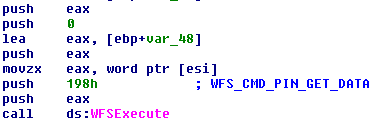 push eax
push 0
lea eax, [ebp+var_48]
push eax
movzx eax, word ptr [esi]
push 198h ; WFS_CMD_PIN_GET_DATA
push eax
call ds:WFSExecute